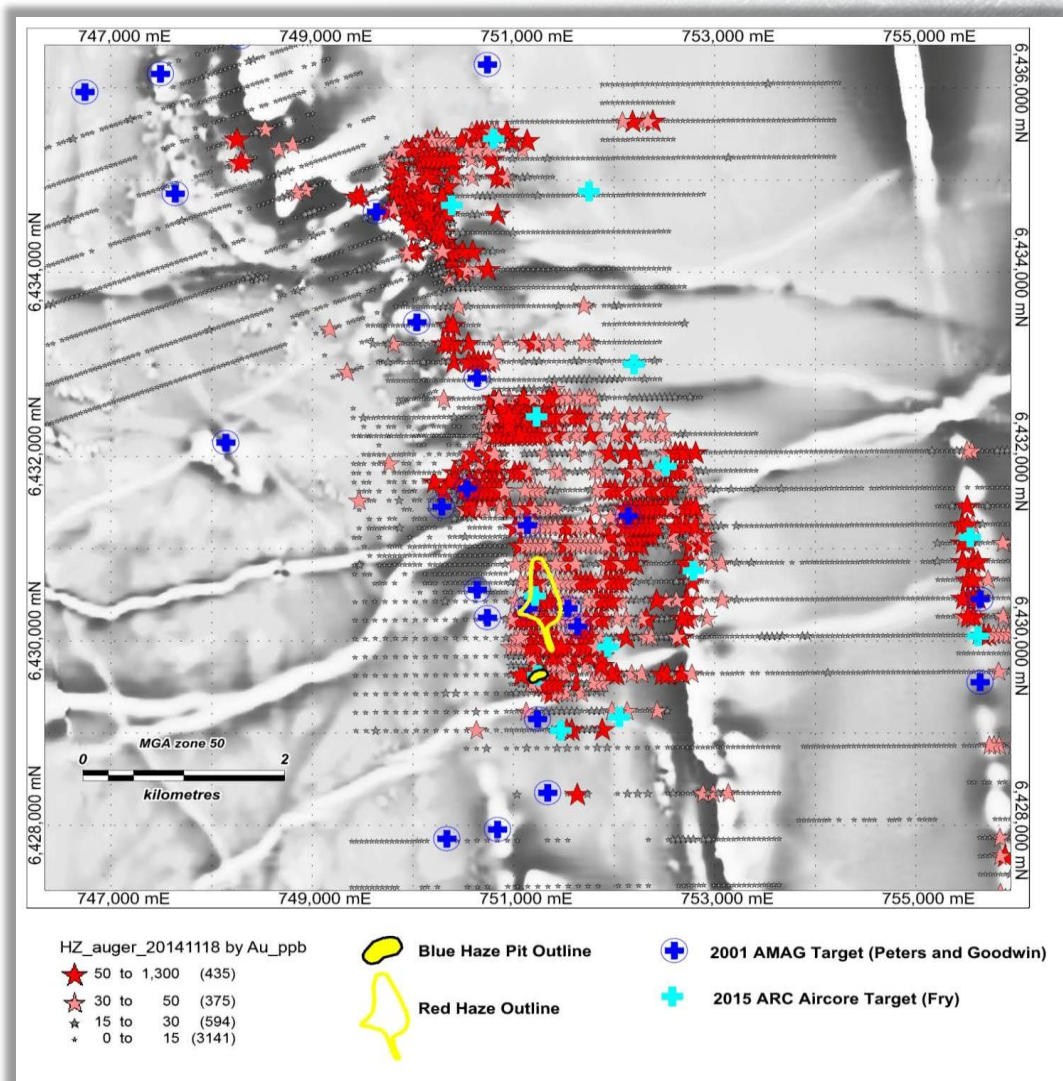 747,000 mE 749,000 mE 751,000 mE 753,000 mE 755,000 mE
6,436,000 mN
6,434,000 mN 6,434,000 mN
6,432,000 mN 6,432,000 mN
6,430,000 mN 6,430,000 mN
MGA zone 50
0 2
kilometres
6,428,000 mN 6,428,000 mN
747,000 mE 749,000 mE 751,000 mE 753,000 mE 755,000 mE
HZ_auger_20141118 by Au_ppb
50 to 1,300 (435)
30 to 50 (375)
15 to 30 (594)
0 to 15 (3141)
Blue Haze Pit Outline
Red Haze Outline
2001 AMAG Target (Peters and Goodwin)
2015 ARC Aircore Target (Fry)